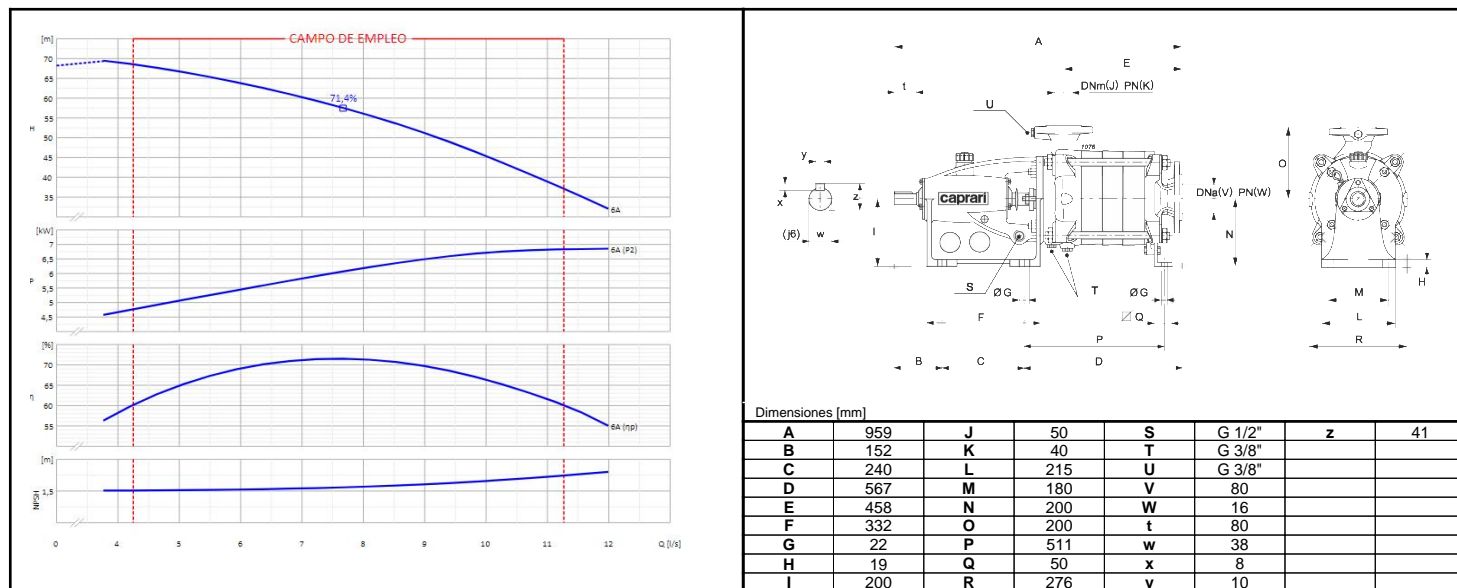 CAMPO DE EMPLEO
[m]
70
65
60
55
50
45
40
35
H
71,4%
6A
[kW]
7
6,5
6
5,5
5
4,5
P
6A (P2)
[%]
70
65
60
55
η
6A (ηp)
[m]
1,5
NPSH
0 4 5 6 7 8 9 10 11 12 Q [l/s]
A
E
t
DNm(J) PN(K)
U
1076
y
x
z
caprari
(j6) w
I
DNa(V) PN(W)
N
O
S
Ø G
T
Ø G
H
M
F
Q
L
P
R
B
C
D
Dimensiones [mm]
A 959 J 50 S G 1/2" z 41
B 152 K 40 T G 3/8"
C 240 L 215 U G 3/8"
D 567 M 180 V 80
E 458 N 200 W 16
F 332 O 200 t 80
G 22 P 511 w 38
H 19 Q 50 x 8
I 200 R 276 y 10